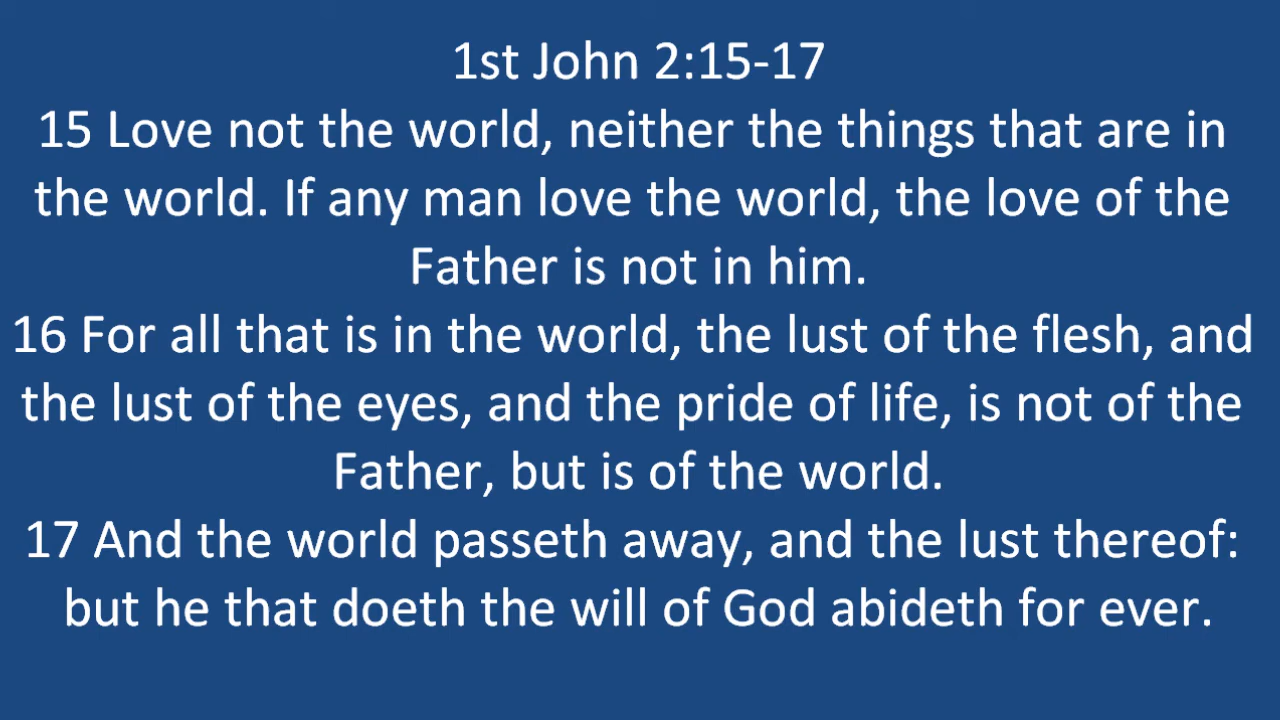 1st John 2:15-17
15 Love not the world, neither the things that are in
the world. If any man love the world, the love of the
Father is not in him.
16 For all that is in the world, the lust of the flesh, and
the lust of the eyes, and the pride of life, is not of the
Father, but is of the world.
17 And the world passeth away, and the lust thereof:
but he that doeth the will of God abideth for ever.